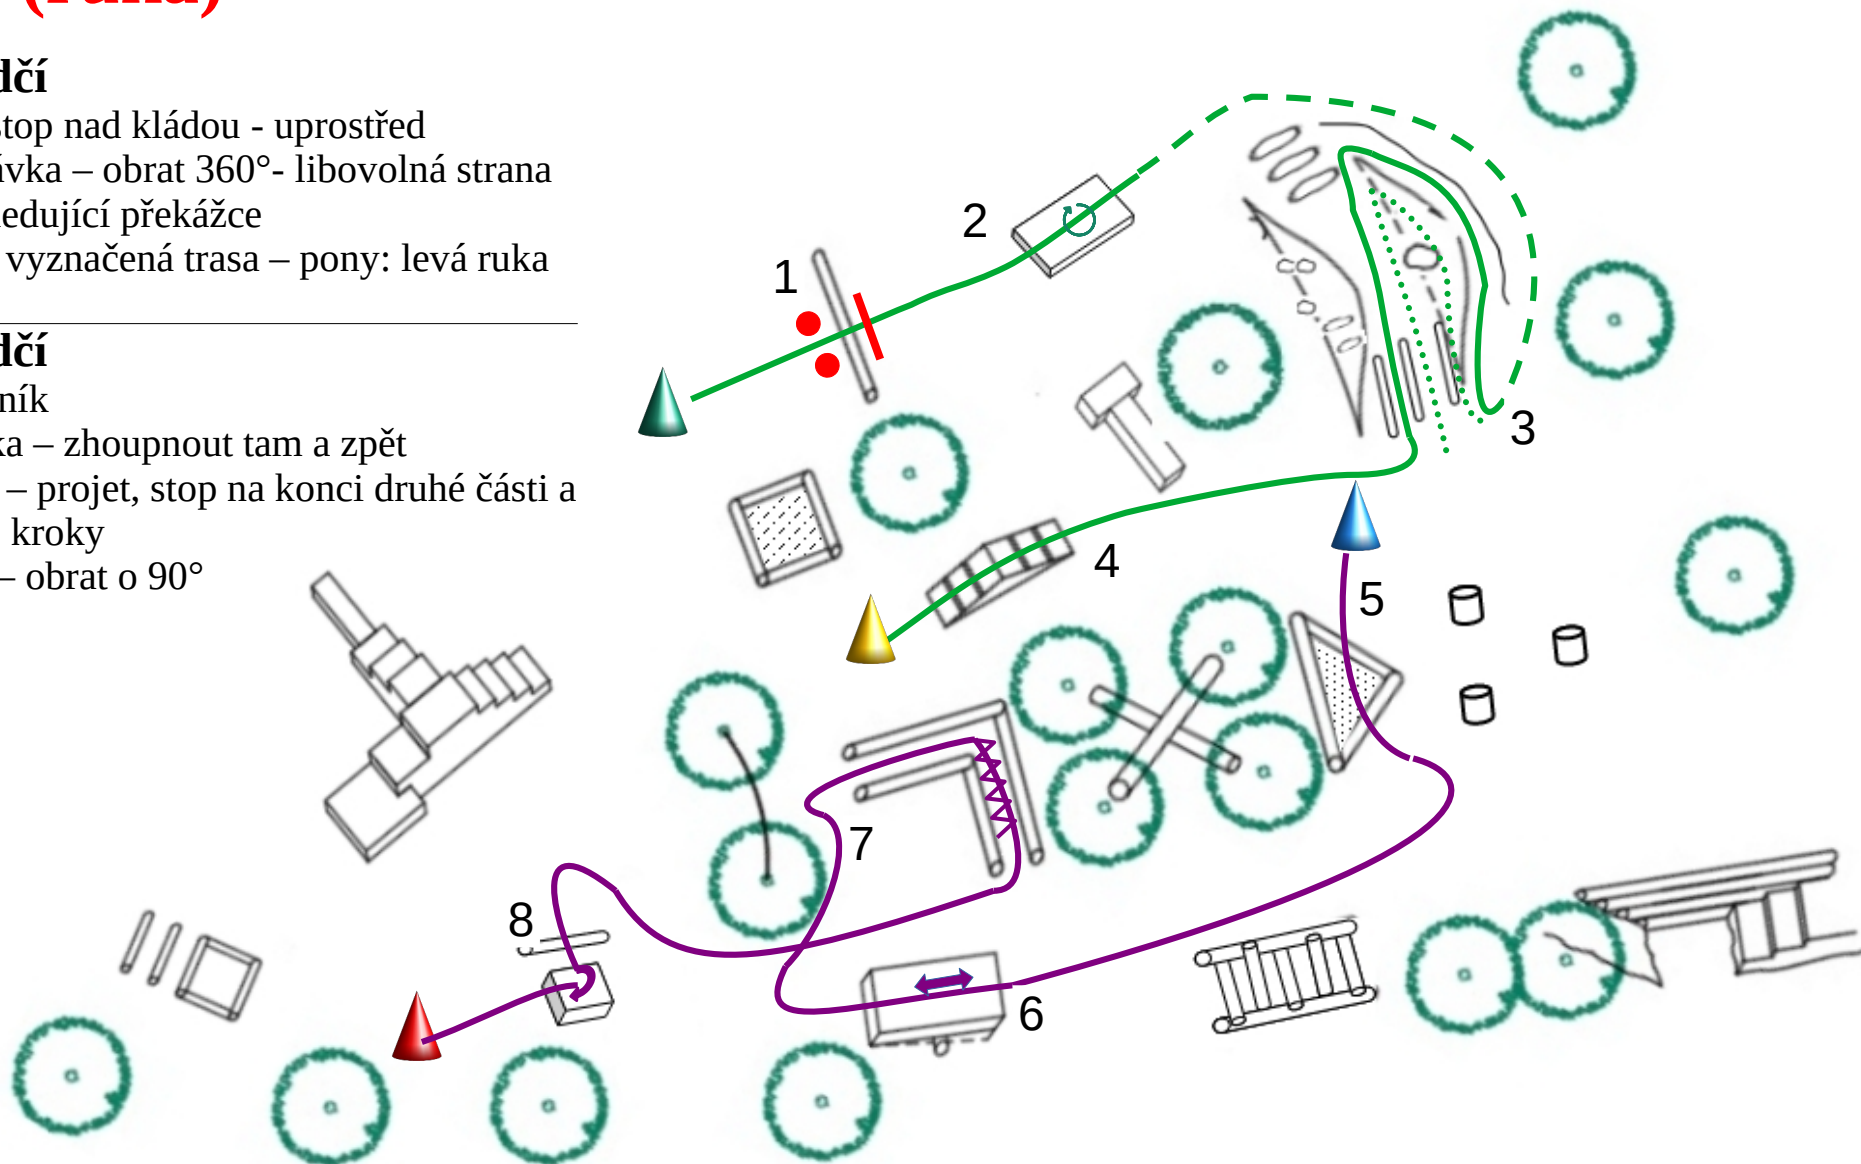 dčí
stop nad kládou - uprostřed
ávka – obrat 360°- libovolná strana
ledující překážce
vyznačená trasa – pony: levá ruka
dčí
ník
ka – zhoupnout tam a zpět
– projet, stop na konci druhé části a
kroky
– obrat o 90°
1
2
3
4
5
6
7
8